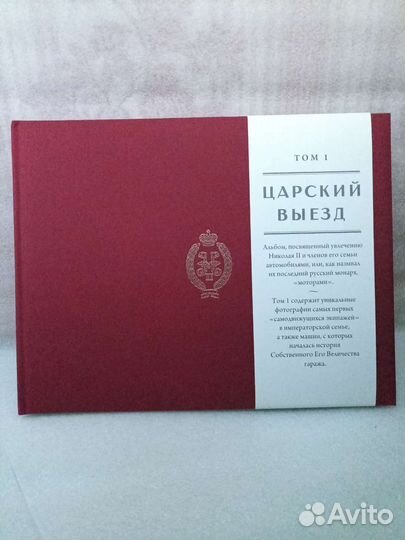 ТОМ 1
ЦАРСКИЙ
ВЫЕЗД
Альбом, посвященный увлечению
Николая II и членов его семьи
автомобилями, или, как называл
их последний русский монарх,
«моторами».
Том 1 содержит уникальные
фотографии самых первых
«самодвижущихся экипажей»
в императорской семье,
а также машин, с которых
началась история
Собственного Его Величества
гаража.
Avito